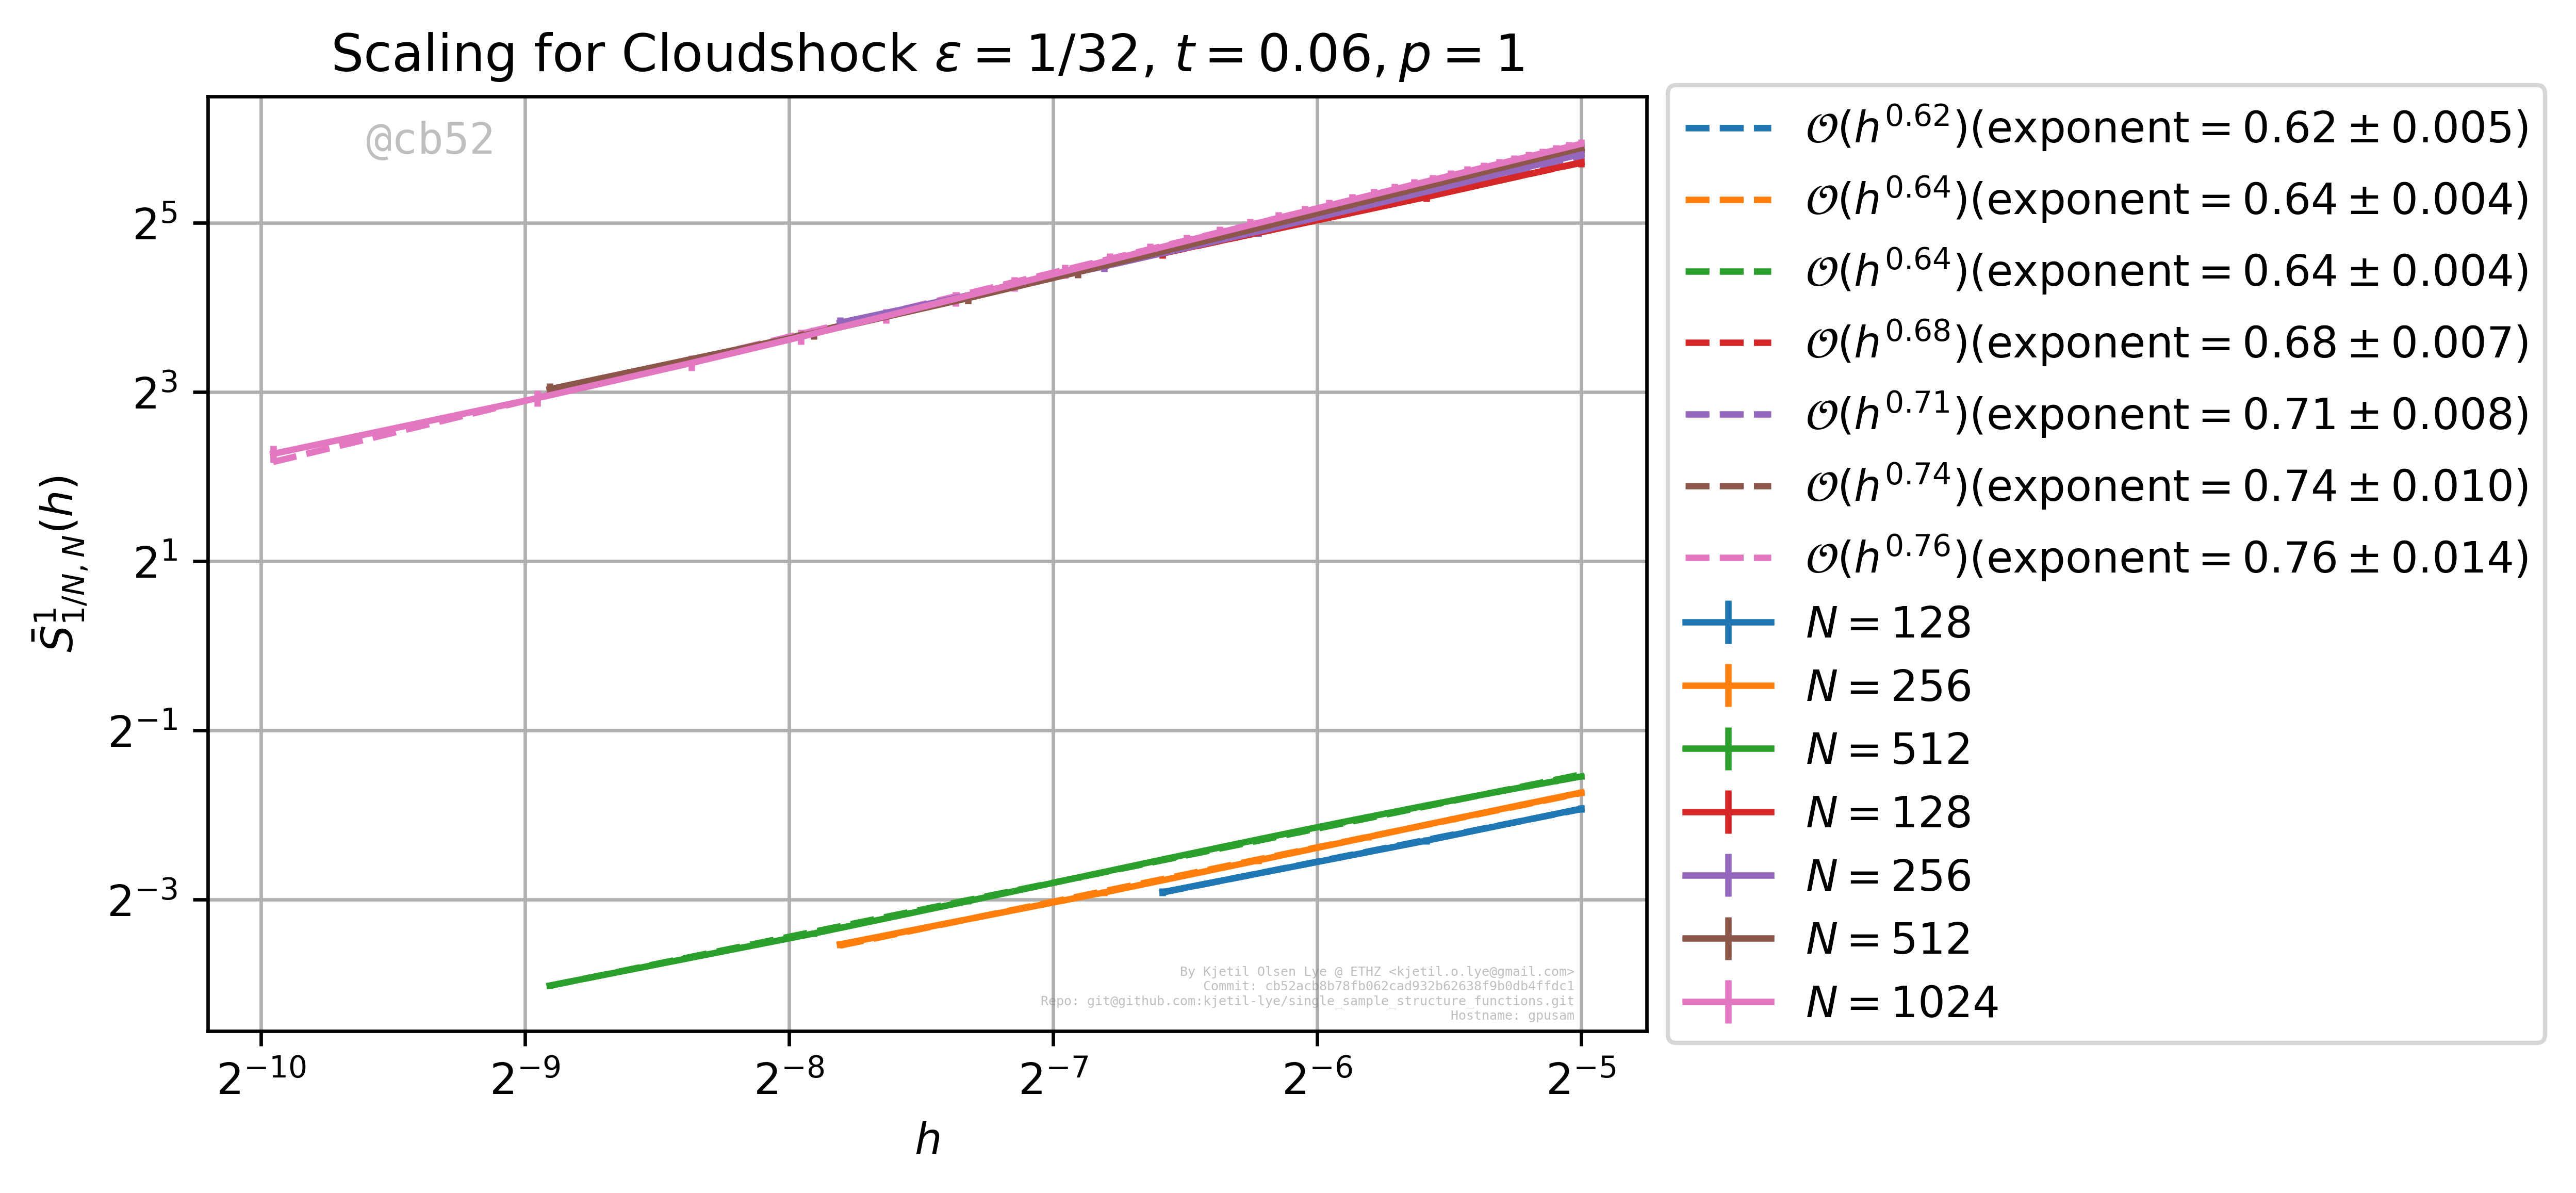 Scaling for Cloudshock ε = 1/32, t = 0.06, p = 1
@cb52
2^5
2^3
2^1
2^−1
2^−3
S̄^1_{1/N, N}(h)
2^−10
2^−9
2^−8
2^−7
2^−6
2^−5
h
By Kjetil Olsen Lye @ ETHZ <kjetil.o.lye@gmail.com>
Commit: cb52acb8b78fb062cad932b62638f9b0db4ffdc1
Repo: git@github.com:kjetil-lye/single_sample_structure_functions.git
Hostname: gpusam
𝒪(h^0.62)(exponent = 0.62 ± 0.005)
𝒪(h^0.64)(exponent = 0.64 ± 0.004)
𝒪(h^0.64)(exponent = 0.64 ± 0.004)
𝒪(h^0.68)(exponent = 0.68 ± 0.007)
𝒪(h^0.71)(exponent = 0.71 ± 0.008)
𝒪(h^0.74)(exponent = 0.74 ± 0.010)
𝒪(h^0.76)(exponent = 0.76 ± 0.014)
N = 128
N = 256
N = 512
N = 128
N = 256
N = 512
N = 1024